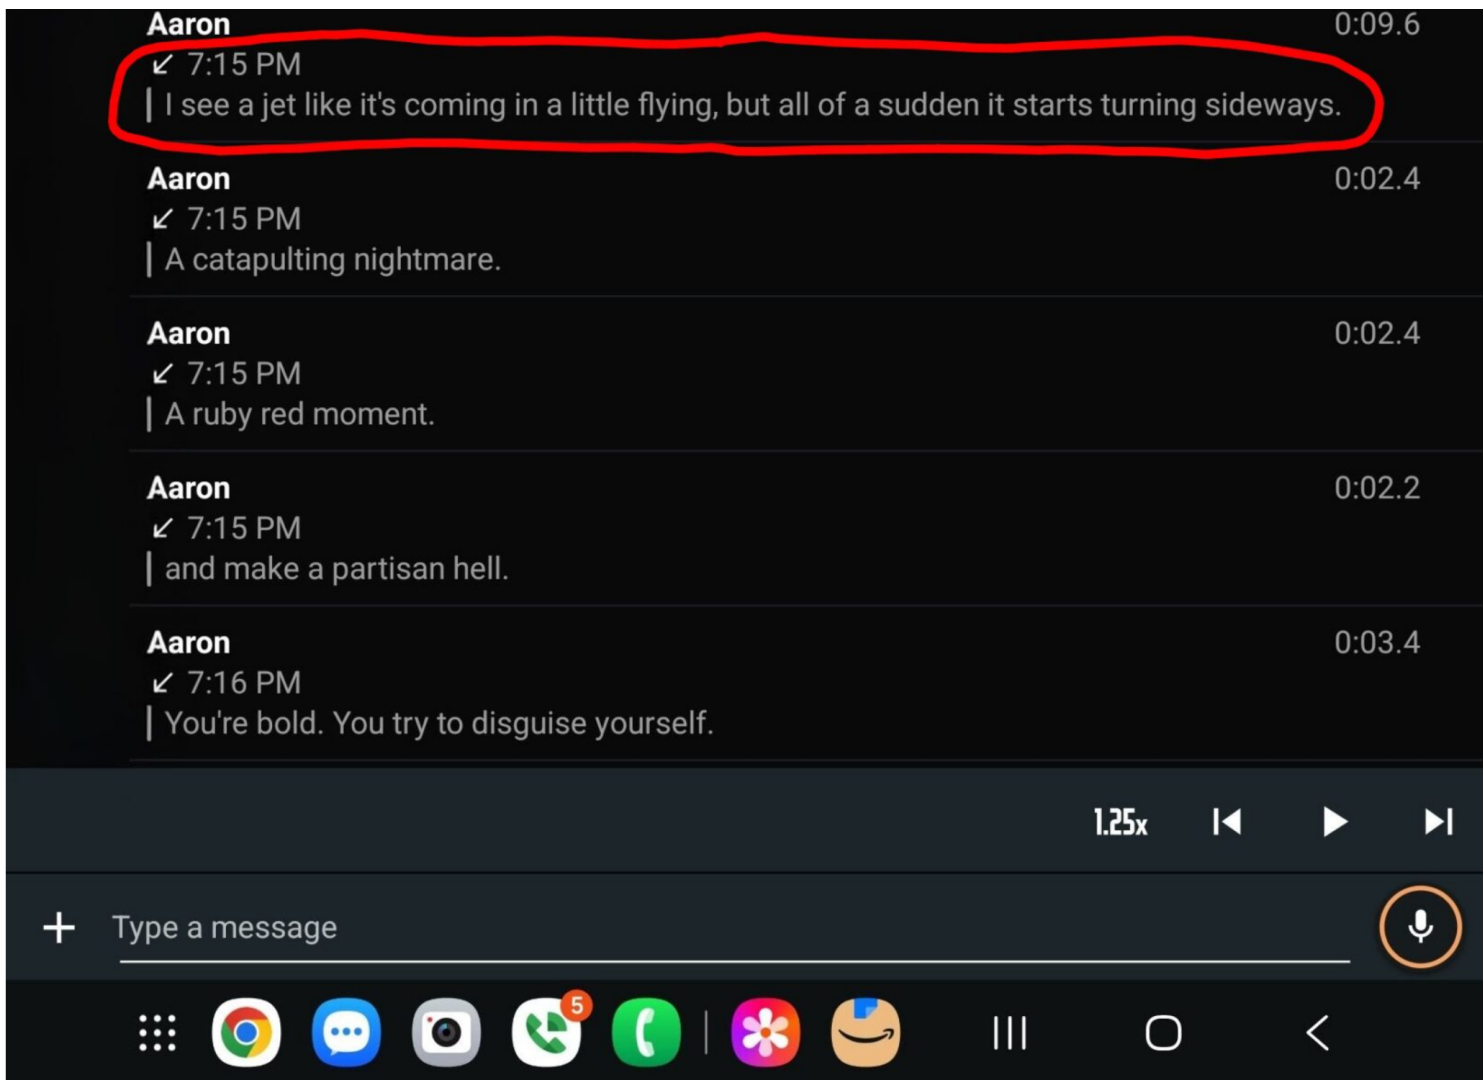 Aaron 0:09.6
7:15 PM
I see a jet like it's coming in a little flying, but all of a sudden it starts turning sideways.
Aaron 0:02.4
7:15 PM
A catapulting nightmare.
Aaron 0:02.4
7:15 PM
A ruby red moment.
Aaron 0:02.2
7:15 PM
and make a partisan hell.
Aaron 0:03.4
7:16 PM
You're bold. You try to disguise yourself.
1.25x
Type a message
5